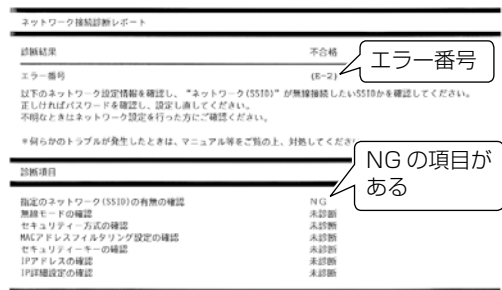 ネットワーク接続診断レポート
診断結果 不合格
エラー番号
エラー番号 (E-2)
以下のネットワーク設定情報を確認し、“ネットワーク(SSID)”が無線接続したいSSIDかを確認してください。
正しければパスワードを確認し、設定し直してください。
不明なときはネットワーク設定を行った方にご確認ください。
*何らかのトラブルが発生したときは、マニュアル等をご覧の上、対処してくだ
NG の項目が
ある
診断項目
指定のネットワーク(SSID)の有無の確認 NG
無線モードの確認 未診断
セキュリティー方式の確認 未診断
MACアドレスフィルタリング設定の確認 未診断
セキュリティーキーの確認 未診断
IPアドレスの確認 未診断
IP詳細設定の確認 未診断